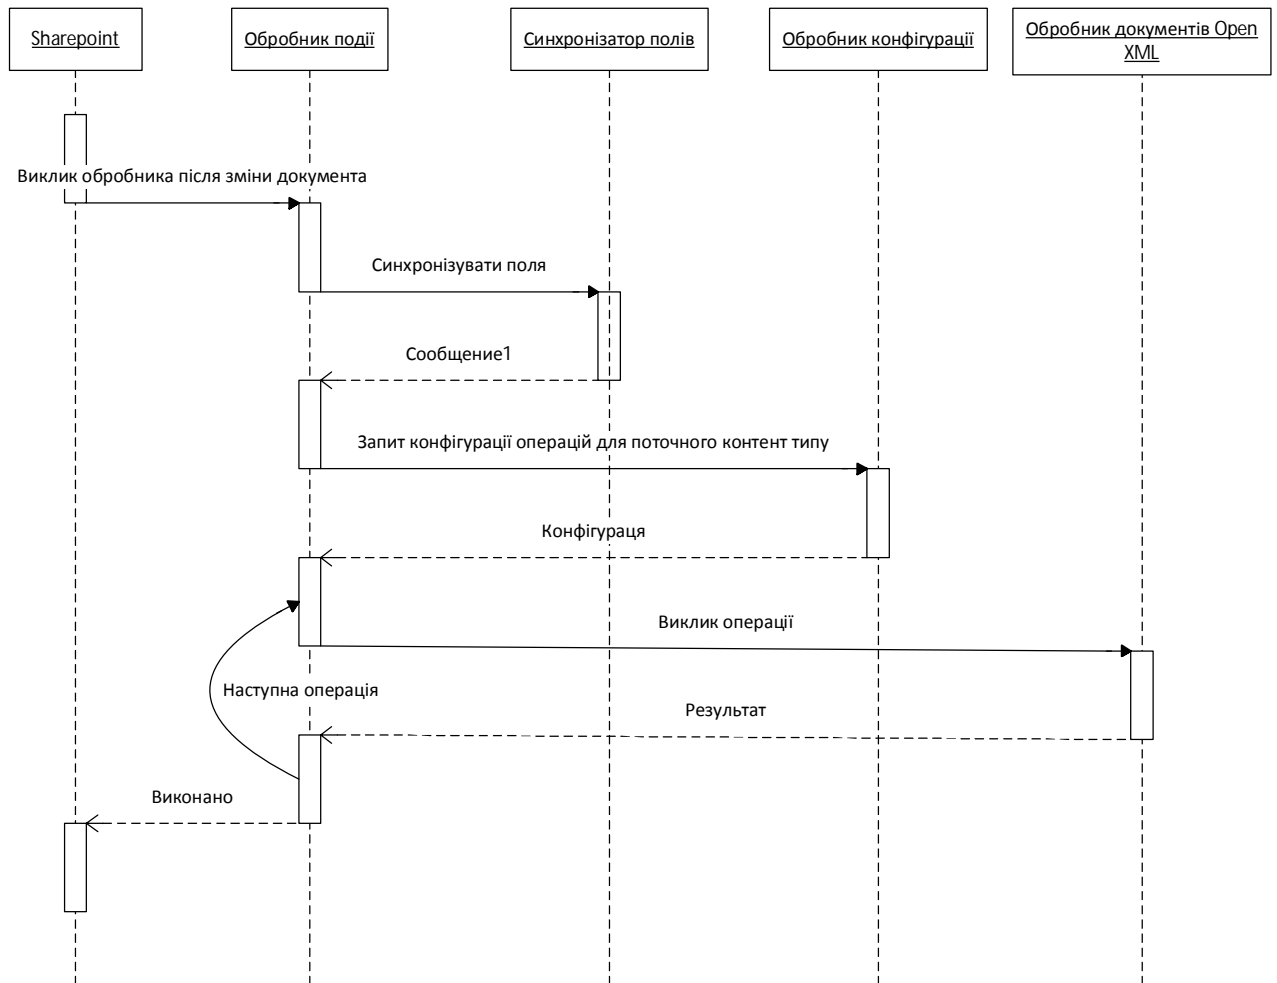 Sharepoint
Обробник події
Синхронізатор полів
Обробник конфігурації
Обробник документів Open
XML
Виклик обробника після зміни документа
Синхронізувати поля
Сообщение1
Запит конфігурації операцій для поточного контент типу
Конфігураця
Виклик операції
Наступна операція
Результат
Виконано